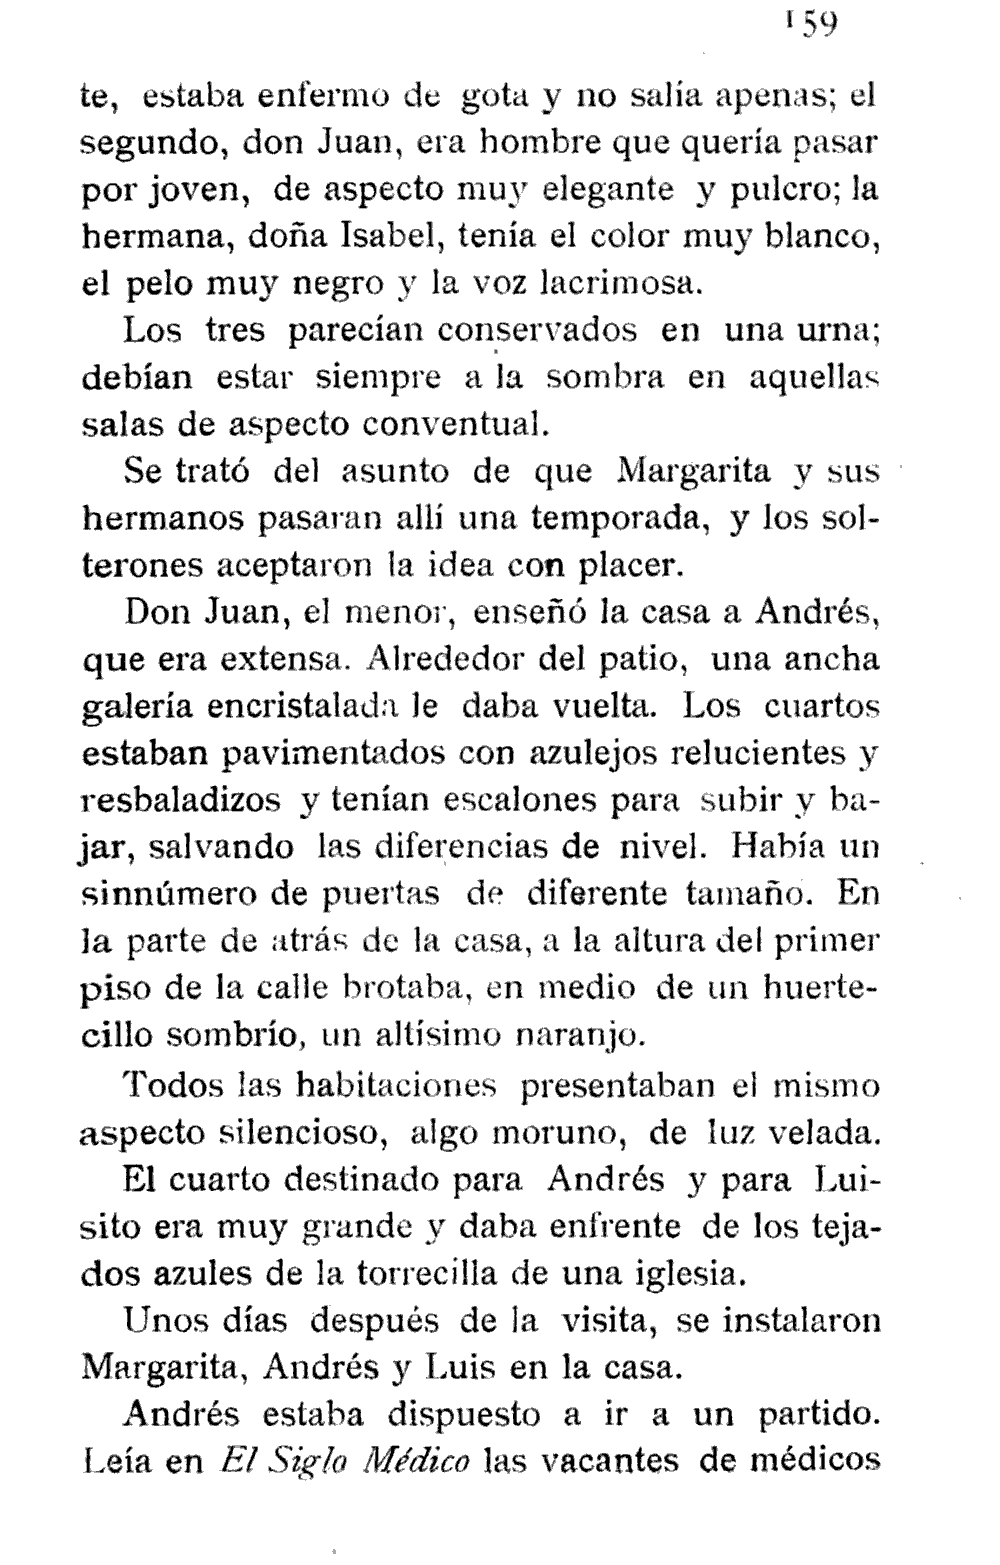 159
te, estaba enfermo de gota y no salía apenas; el
segundo, don Juan, era hombre que quería pasar
por joven, de aspecto muy elegante y pulcro; la
hermana, doña Isabel, tenía el color muy blanco,
el pelo muy negro y la voz lacrimosa.
Los tres parecían conservados en una urna;
debían estar siempre a la sombra en aquellas
salas de aspecto conventual.
Se trató del asunto de que Margarita y sus
hermanos pasaran allí una temporada, y los sol-
terones aceptaron la idea con placer.
Don Juan, el menor, enseñó la casa a Andrés,
que era extensa. Alrededor del patio, una ancha
galería encristalada le daba vuelta. Los cuartos
estaban pavimentados con azulejos relucientes y
resbaladizos y tenían escalones para subir y ba-
jar, salvando las diferencias de nivel. Había un
sinnúmero de puertas de diferente tamaño. En
la parte de atrás de la casa, a la altura del primer
piso de la calle brotaba, en medio de un huerte-
cillo sombrío, un altísimo naranjo.
Todos las habitaciones presentaban el mismo
aspecto silencioso, algo moruno, de luz velada.
El cuarto destinado para Andrés y para Lui-
sito era muy grande y daba enfrente de los teja-
dos azules de la torrecilla de una iglesia.
Unos días después de la visita, se instalaron
Margarita, Andrés y Luis en la casa.
Andrés estaba dispuesto a ir a un partido.
Leía en El Siglo Médico las vacantes de médicos